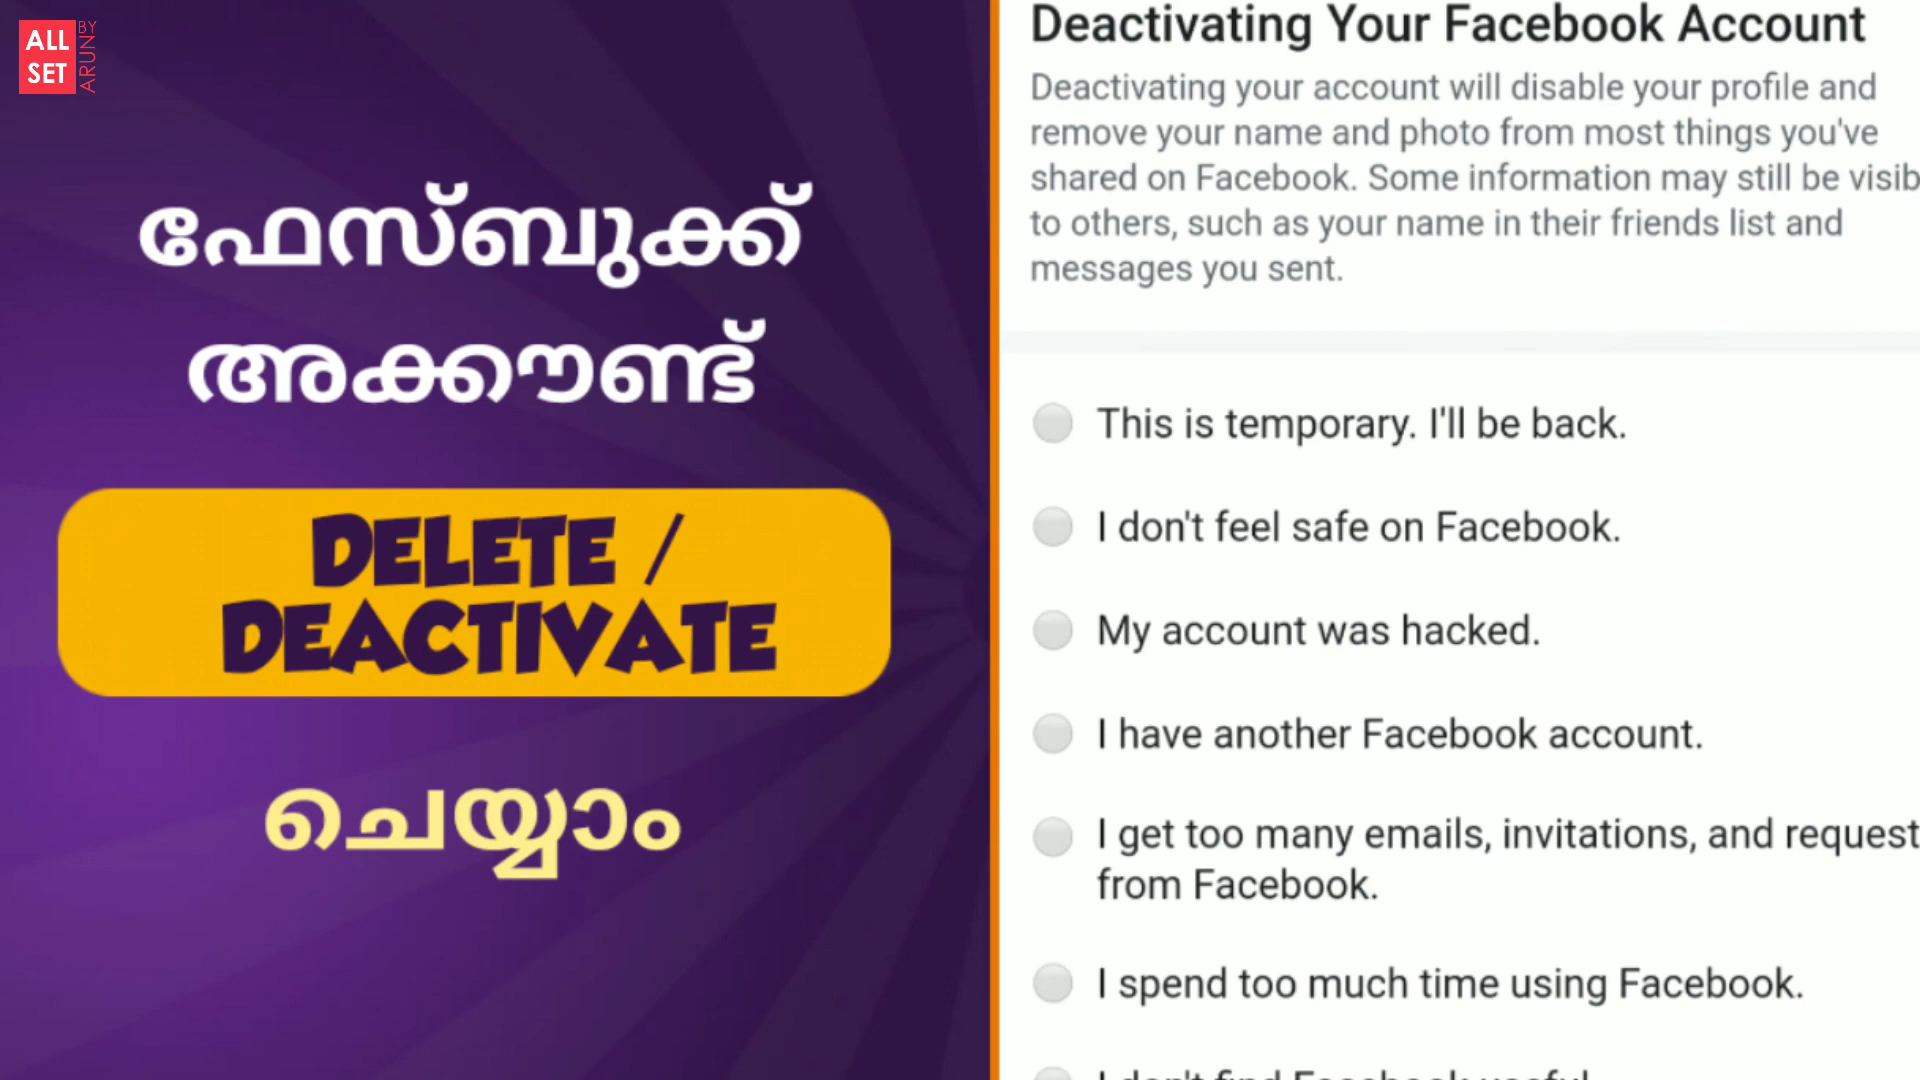 ALL
SET
BY ARUN
ഫേസ്ബുക്ക്
അക്കൗണ്ട്
DELETE /
DEACTIVATE
ചെയ്യാം
Deactivating Your Facebook Account
Deactivating your account will disable your profile and
remove your name and photo from most things you've
shared on Facebook. Some information may still be visib
to others, such as your name in their friends list and
messages you sent.
This is temporary. I'll be back.
I don't feel safe on Facebook.
My account was hacked.
I have another Facebook account.
I get too many emails, invitations, and request
from Facebook.
I spend too much time using Facebook.
I don't find Facebook useful.